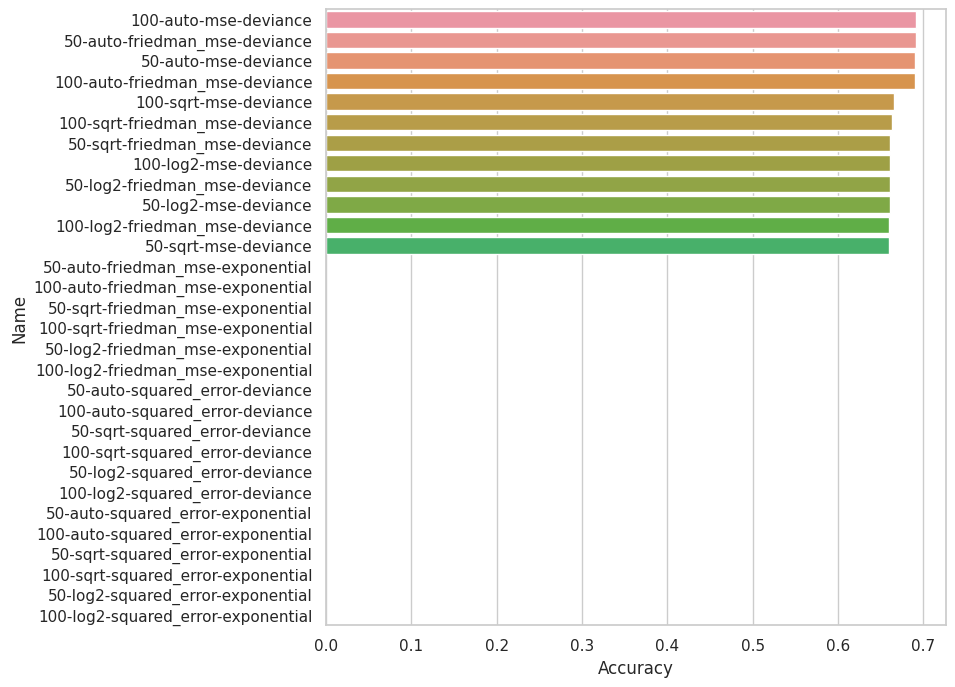 100-auto-mse-deviance
50-auto-friedman_mse-deviance
50-auto-mse-deviance
100-auto-friedman_mse-deviance
100-sqrt-mse-deviance
100-sqrt-friedman_mse-deviance
50-sqrt-friedman_mse-deviance
100-log2-mse-deviance
50-log2-friedman_mse-deviance
50-log2-mse-deviance
100-log2-friedman_mse-deviance
50-sqrt-mse-deviance
50-auto-friedman_mse-exponential
100-auto-friedman_mse-exponential
50-sqrt-friedman_mse-exponential
100-sqrt-friedman_mse-exponential
50-log2-friedman_mse-exponential
100-log2-friedman_mse-exponential
50-auto-squared_error-deviance
100-auto-squared_error-deviance
50-sqrt-squared_error-deviance
100-sqrt-squared_error-deviance
50-log2-squared_error-deviance
100-log2-squared_error-deviance
50-auto-squared_error-exponential
100-auto-squared_error-exponential
50-sqrt-squared_error-exponential
100-sqrt-squared_error-exponential
50-log2-squared_error-exponential
100-log2-squared_error-exponential
Name
0.0 0.1 0.2 0.3 0.4 0.5 0.6 0.7
Accuracy